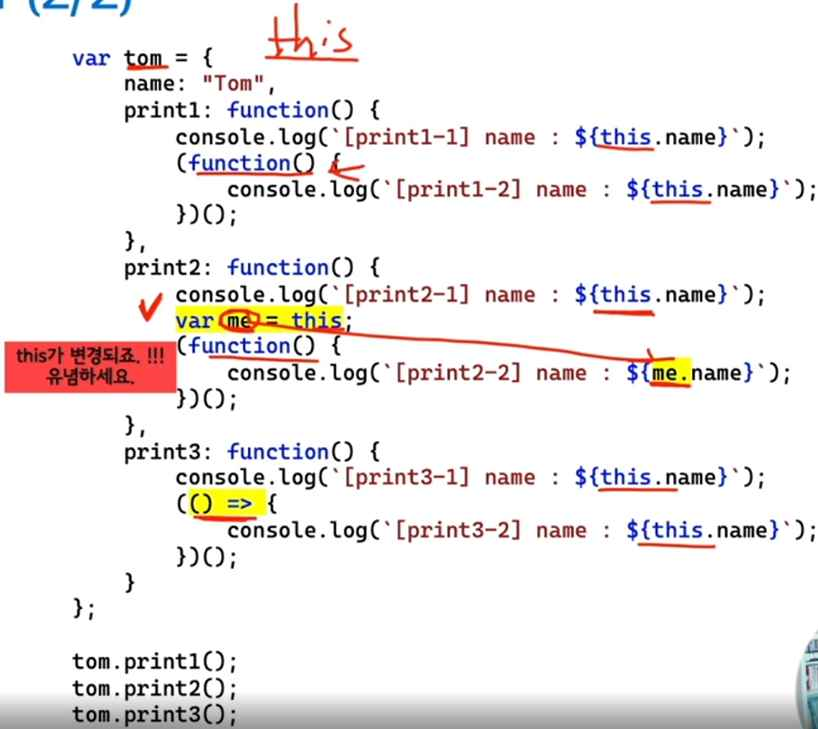 (2/2)
this
var tom = {
name: "Tom",
print1: function() {
console.log(`[print1-1] name : ${this.name}`);
(function() {
console.log(`[print1-2] name : ${this.name}`);
})();
},
print2: function() {
console.log(`[print2-1] name : ${this.name}`);
var me = this;
(function() {
this가 변경되죠. !!!
유념하세요.
console.log(`[print2-2] name : ${me.name}`);
})();
},
print3: function() {
console.log(`[print3-1] name : ${this.name}`);
(() => {
console.log(`[print3-2] name : ${this.name}`);
})();
}
};
tom.print1();
tom.print2();
tom.print3();